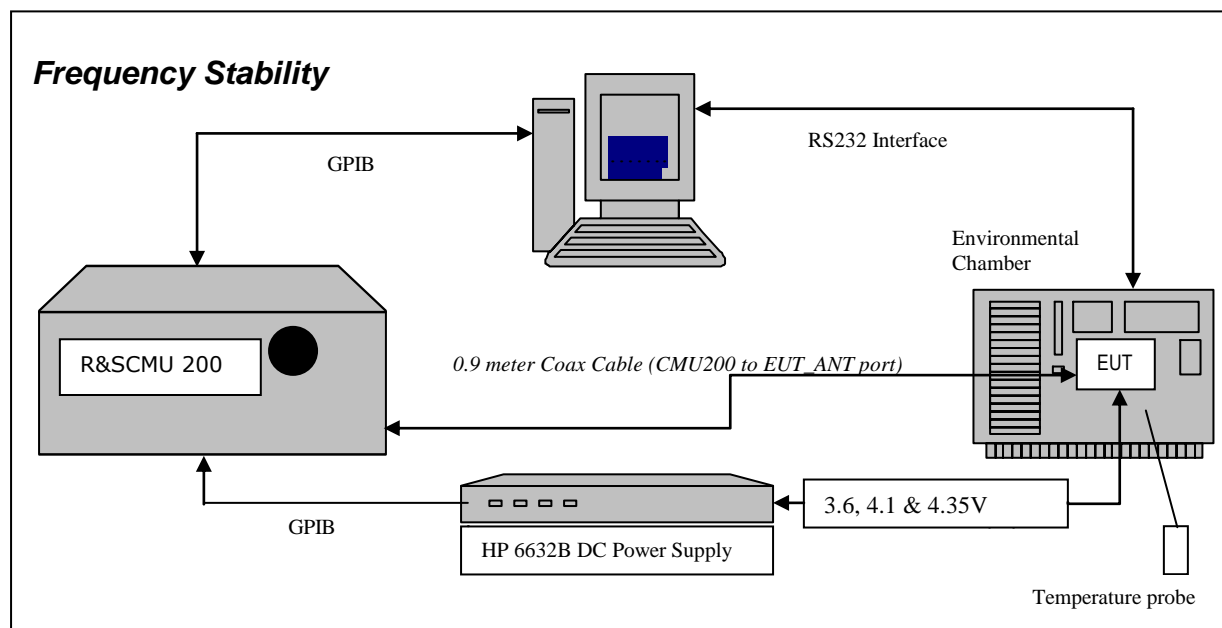 Frequency Stability
GPIB
RS232 Interface
Environmental
Chamber
R&SCMU 200
0.9 meter Coax Cable (CMU200 to EUT_ANT port)
EUT
3.6, 4.1 & 4.35V
GPIB
HP 6632B DC Power Supply
Temperature probe